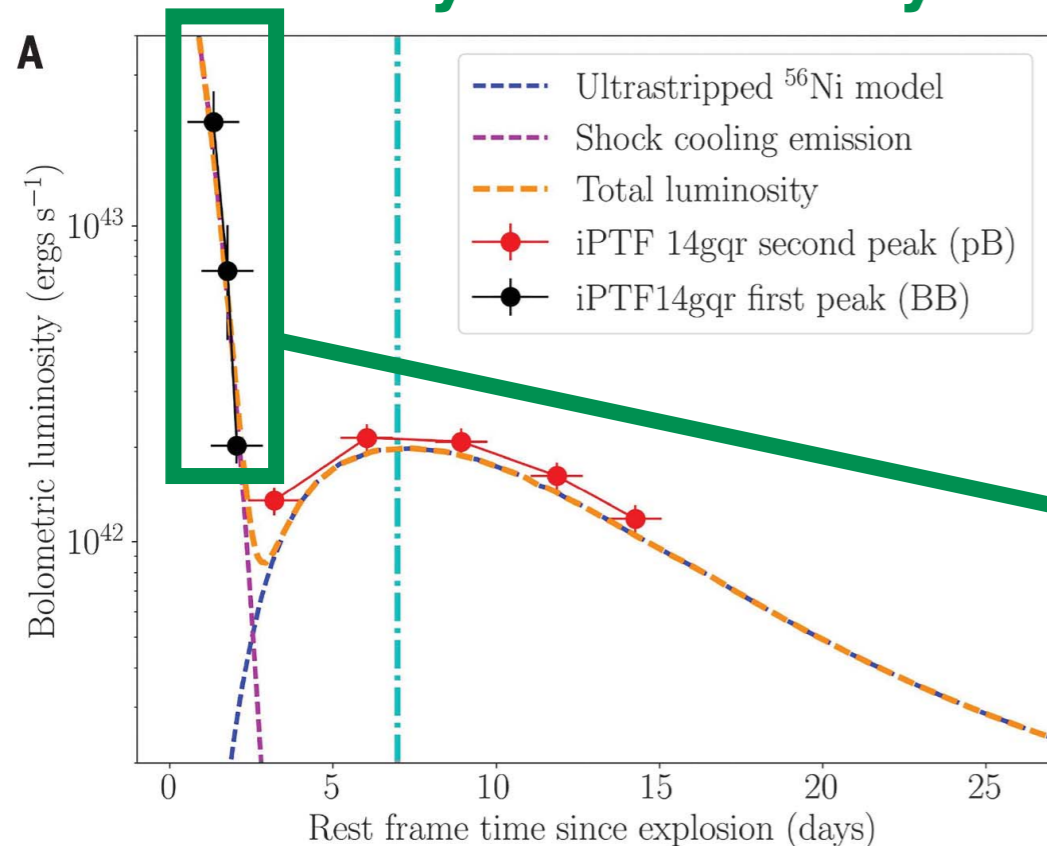 A
Ultrastripped ⁵⁶Ni model
Shock cooling emission
Total luminosity
iPTF 14gqr second peak (pB)
iPTF14gqr first peak (BB)
Bolometric luminosity (ergs s⁻¹)
10⁴³
10⁴²
0 5 10 15 20 25
Rest frame time since explosion (days)